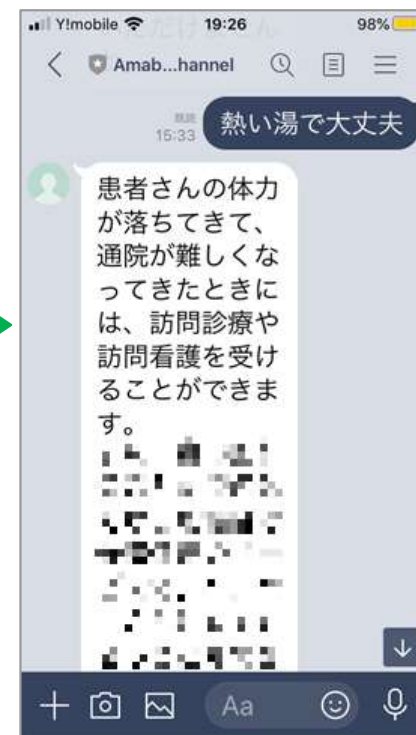 Y!mobile 19:26 98%
Amab...hannel
既読
15:33
熱い湯で大丈夫
患者さんの体力
が落ちてきて、
通院が難しくな
ってきたときに
は、訪問診療や
訪問看護を受け
ることができま
す。
Aa